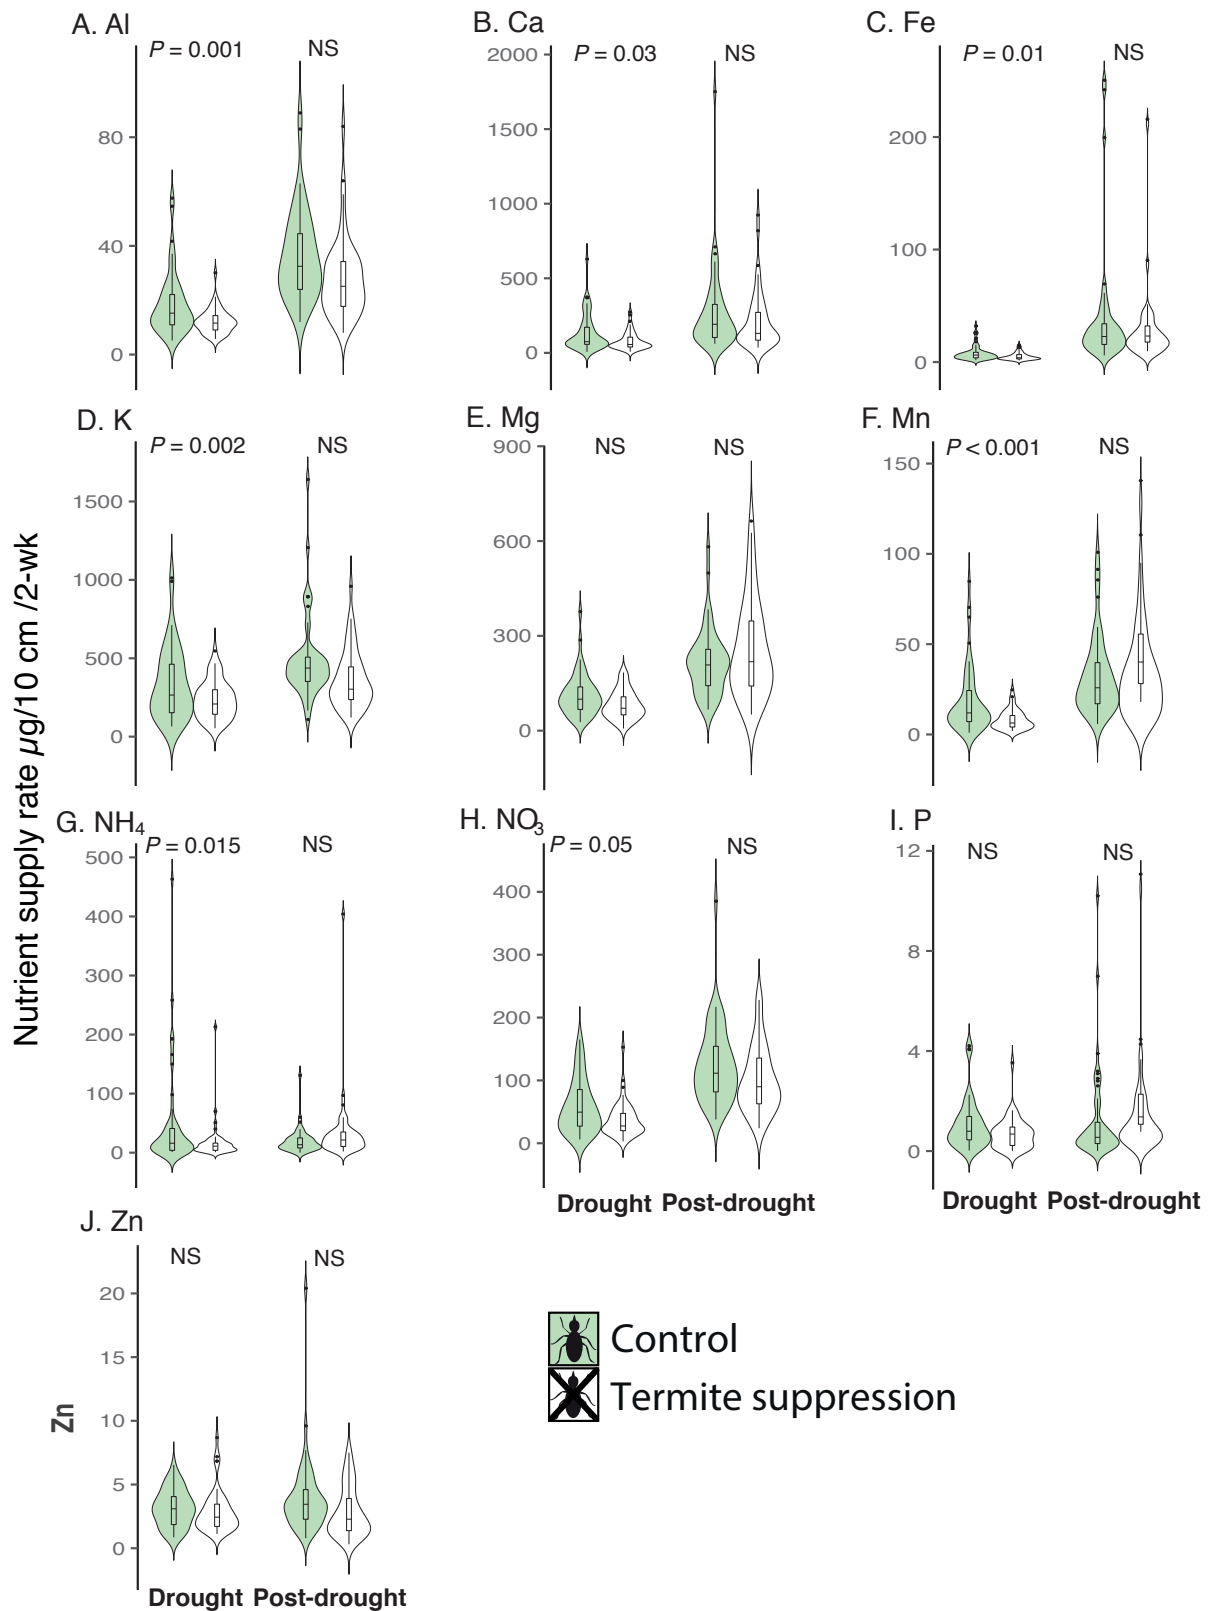 A. Al
P = 0.001 NS
80
40
0
B. Ca
P = 0.03 NS
2000
1500
1000
500
0
C. Fe
P = 0.01 NS
200
100
0
Nutrient supply rate µg/10 cm /2-wk
D. K
P = 0.002 NS
1500
1000
500
0
E. Mg
NS NS
900
600
300
0
F. Mn
P < 0.001 NS
150
100
50
0
G. NH4
P = 0.015 NS
500
400
300
200
100
0
H. NO3
P = 0.05 NS
400
300
200
100
0
Drought Post-drought
I. P
NS NS
12
8
4
0
Drought Post-drought
J. Zn
NS NS
20
15
10
5
0
Zn
Drought Post-drought
Control
Termite suppression